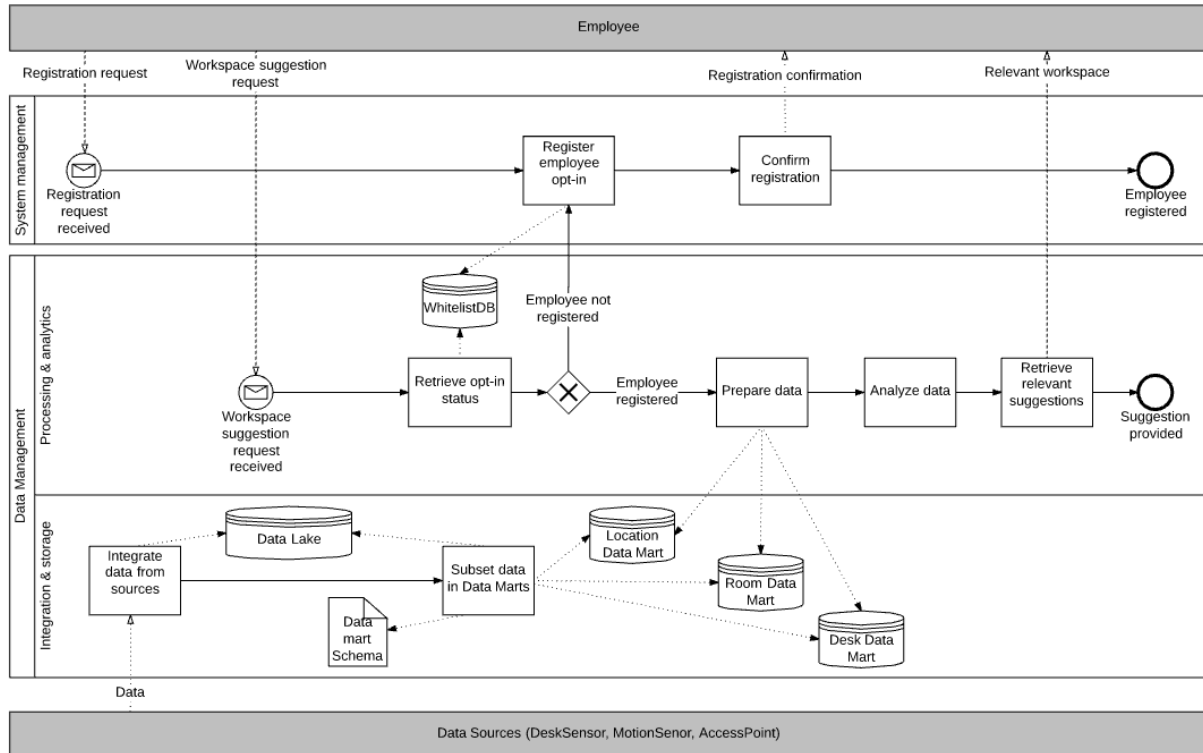 Employee
Registration request
Workspace suggestion
request
Registration confirmation
Relevant workspace
System management
Registration
request
received
Register
employee
opt-in
Confirm
registration
Employee
registered
Data Management
Processing & analytics
WhitelistDB
Employee not
registered
Workspace
suggestion
request
received
Retrieve opt-in
status
Employee
registered
Prepare data
Analyze data
Retrieve
relevant
suggestions
Suggestion
provided
Integration & storage
Integrate
data from
sources
Data Lake
Subset data
in Data Marts
Data
mart
Schema
Location
Data Mart
Room Data
Mart
Desk Data
Mart
Data
Data Sources (DeskSensor, MotionSenor, AccessPoint)